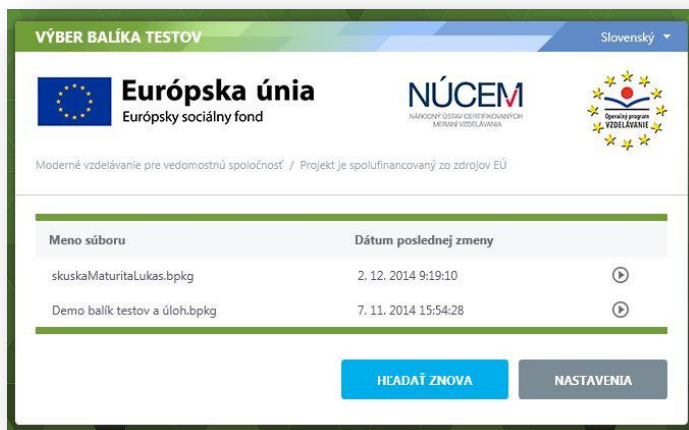 VÝBER BALÍKA TESTOV
Slovenský
Európska únia
Európsky sociálny fond
NÚCEM
NÁRODNÝ ÚSTAV CERTIFIKOVANÝCH
MERANÍ VZDELÁVANIA
Operačný program
VZDELÁVANIE
Moderné vzdelávanie pre vedomostnú spoločnosť / Projekt je spolufinancovaný zo zdrojov EÚ
Meno súboru Dátum poslednej zmeny
skuskaMaturitaLukas.bpkg 2. 12. 2014 9:19:10
Demo balík testov a úloh.bpkg 7. 11. 2014 15:54:28
HĽADAŤ ZNOVA NASTAVENIA